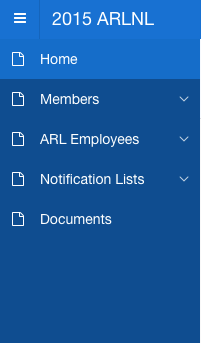 2015 ARLNL
Home
Members
ARL Employees
Notification Lists
Documents